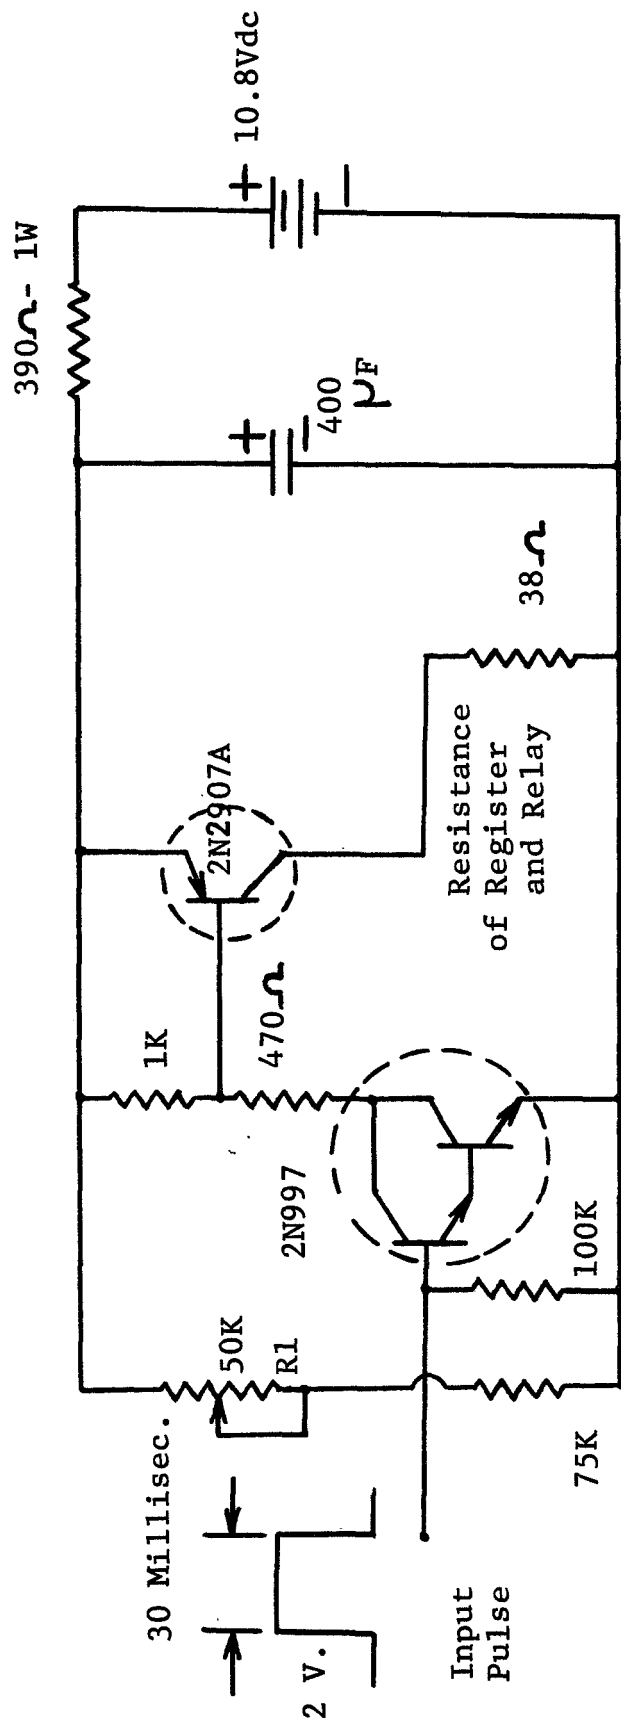 30 Millisec.
2 V.
Input
Pulse
50K
R1
75K
100K
2N997
1K
470Ω
2N2907A
Resistance
of Register
and Relay
38Ω
400
μF
+
−
390Ω- 1W
+
−
10.8Vdc